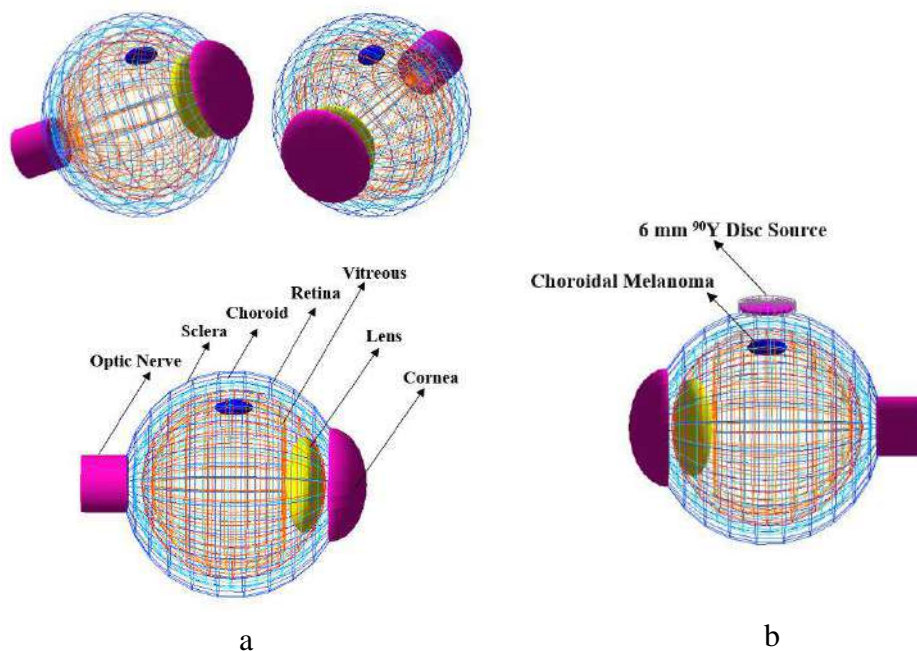 6 mm ⁹⁰Y Disc Source
Choroidal Melanoma
Vitreous
Retina
Choroid
Sclera
Lens
Optic Nerve
Cornea
a
b